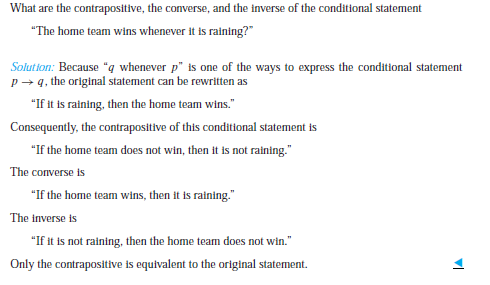 What are the contrapositive, the converse, and the inverse of the conditional statement
“The home team wins whenever it is raining?”
Solution: Because “q whenever p” is one of the ways to express the conditional statement
p → q, the original statement can be rewritten as
“If it is raining, then the home team wins.”
Consequently, the contrapositive of this conditional statement is
“If the home team does not win, then it is not raining.”
The converse is
“If the home team wins, then it is raining.”
The inverse is
“If it is not raining, then the home team does not win.”
Only the contrapositive is equivalent to the original statement.